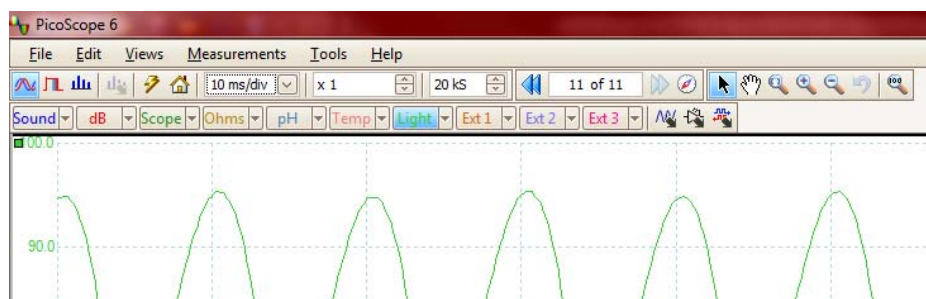 PicoScope 6
File Edit Views Measurements Tools Help
10 ms/div x 1 20 kS 11 of 11
Sound dB Scope Ohms pH Temp Light Ext 1 Ext 2 Ext 3
100.0
90.0